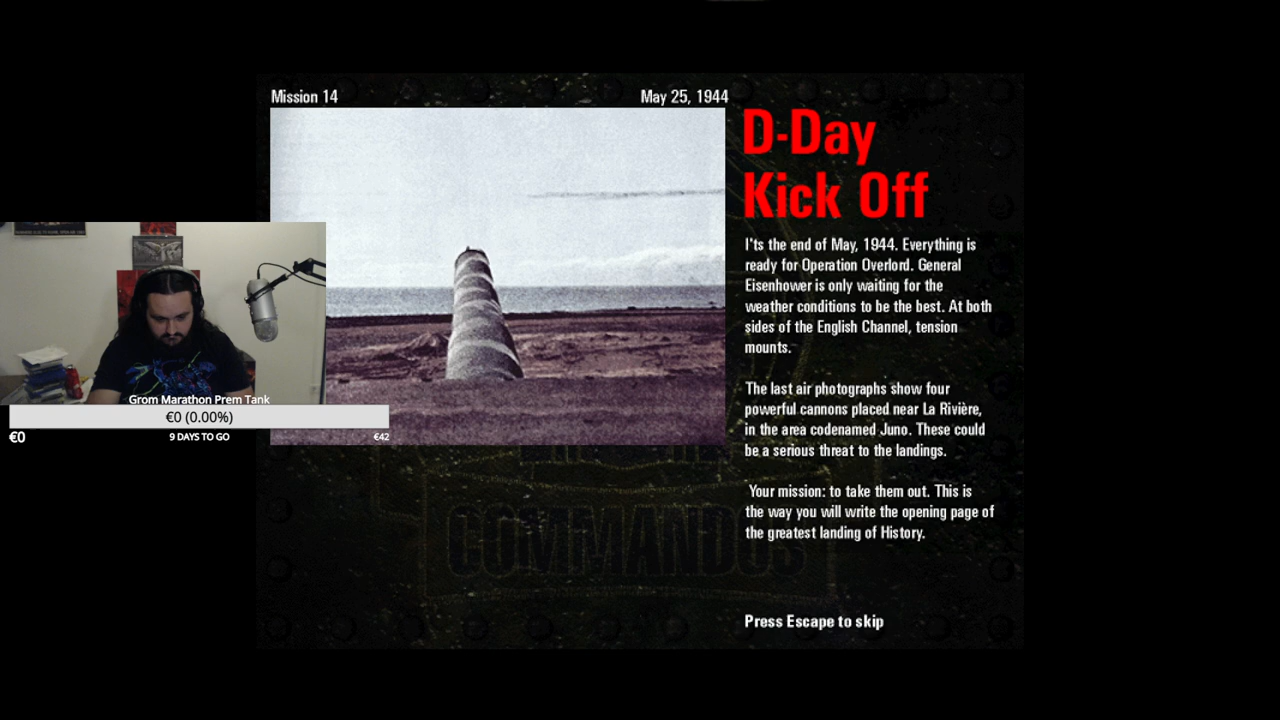 Mission 14
May 25, 1944
D-Day
Kick Off
I'ts the end of May, 1944. Everything is
ready for Operation Overlord. General
Eisenhower is only waiting for the
weather conditions to be the best. At both
sides of the English Channel, tension
mounts.
The last air photographs show four
powerful cannons placed near La Rivière,
in the area codenamed Juno. These could
be a serious threat to the landings.
Your mission: to take them out. This is
the way you will write the opening page of
the greatest landing of History.
Press Escape to skip
Grom Marathon Prem Tank
€0 (0.00%)
€0
9 DAYS TO GO
€42
COMMANDOS